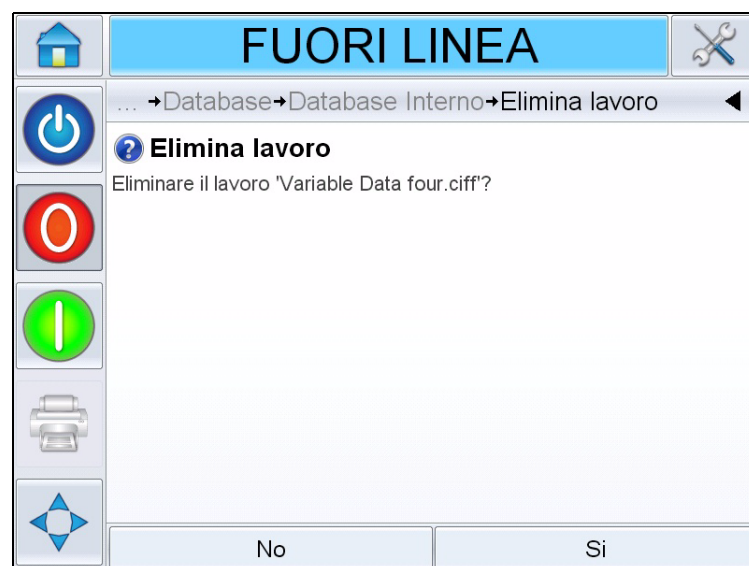 FUORI LINEA
... →Database→Database Interno→Elimina lavoro
Elimina lavoro
Eliminare il lavoro 'Variable Data four.ciff'?
No
Si